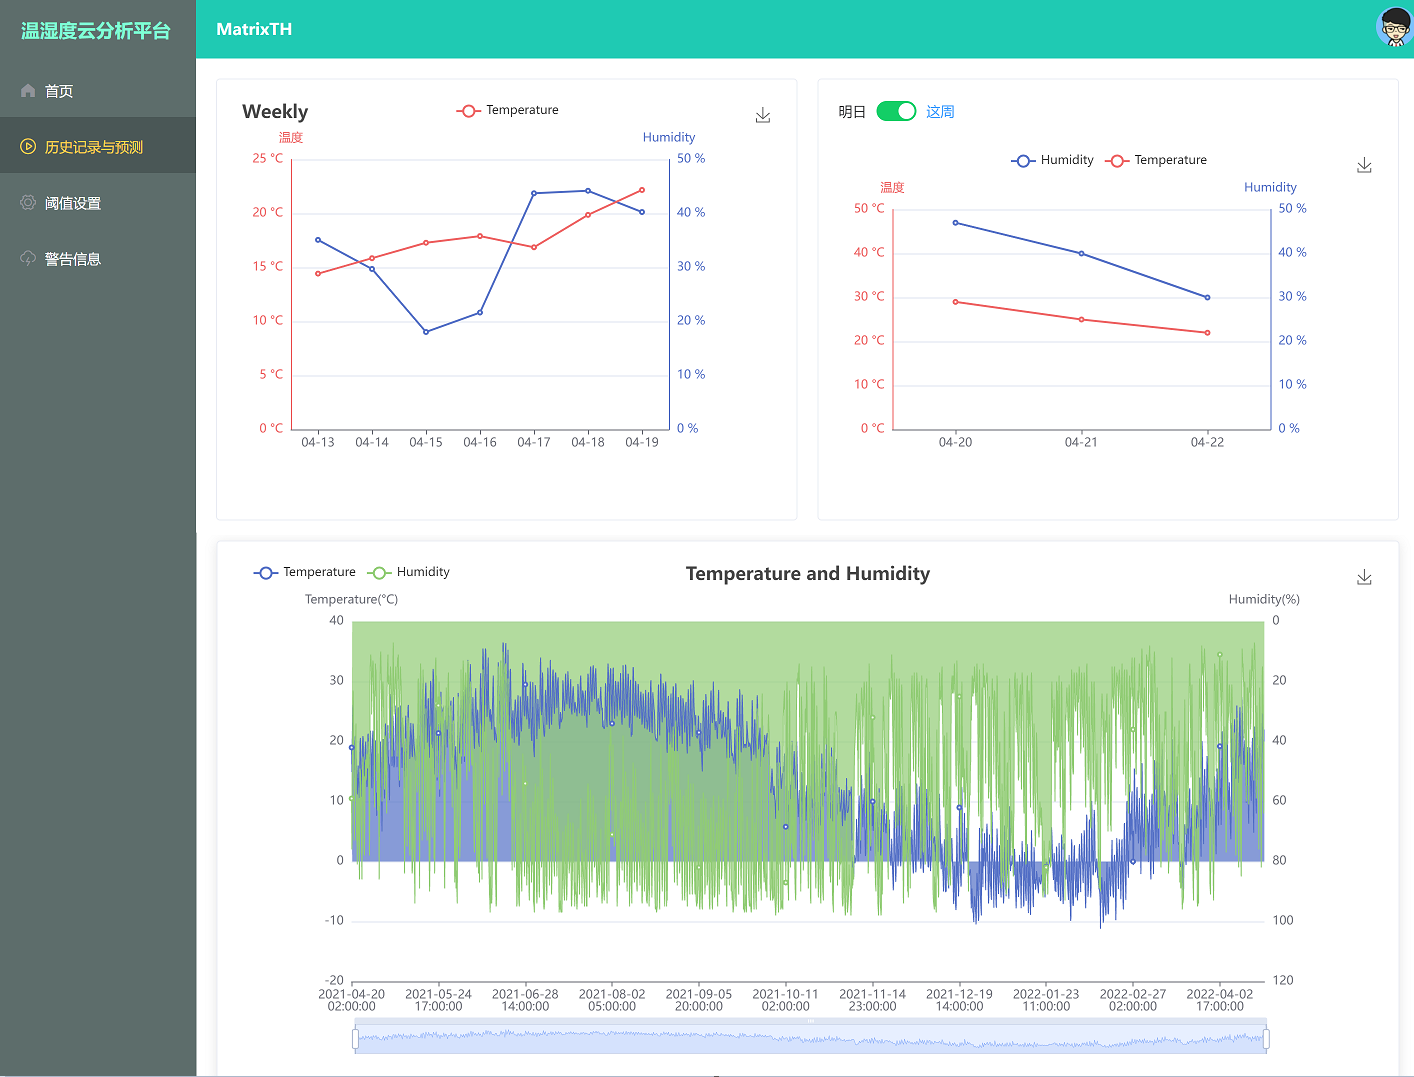 温湿度云分析平台
MatrixTH
首页
历史记录与预测
阈值设置
警告信息
Weekly
Temperature
温度
Humidity
25 °C
20 °C
15 °C
10 °C
5 °C
0 °C
50 %
40 %
30 %
20 %
10 %
0 %
04-13 04-14 04-15 04-16 04-17 04-18 04-19
明日 这周
Humidity Temperature
温度
Humidity
50 °C
40 °C
30 °C
20 °C
10 °C
0 °C
50 %
40 %
30 %
20 %
10 %
0 %
04-20 04-21 04-22
Temperature Humidity
Temperature and Humidity
Temperature(°C)
Humidity(%)
40
30
20
10
0
-10
-20
0
20
40
60
80
100
120
2021-04-20 2021-05-24 2021-06-28 2021-08-02 2021-09-05 2021-10-11 2021-11-14 2021-12-19 2022-01-23 2022-02-27 2022-04-02
02:00:00 17:00:00 14:00:00 05:00:00 20:00:00 02:00:00 23:00:00 14:00:00 11:00:00 02:00:00 17:00:00